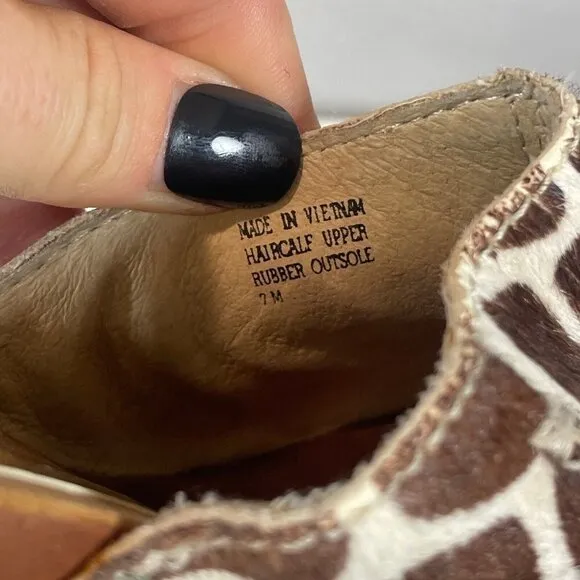 MADE IN VIETNAM
HAIRCALF UPPER
RUBBER OUTSOLE
7 M